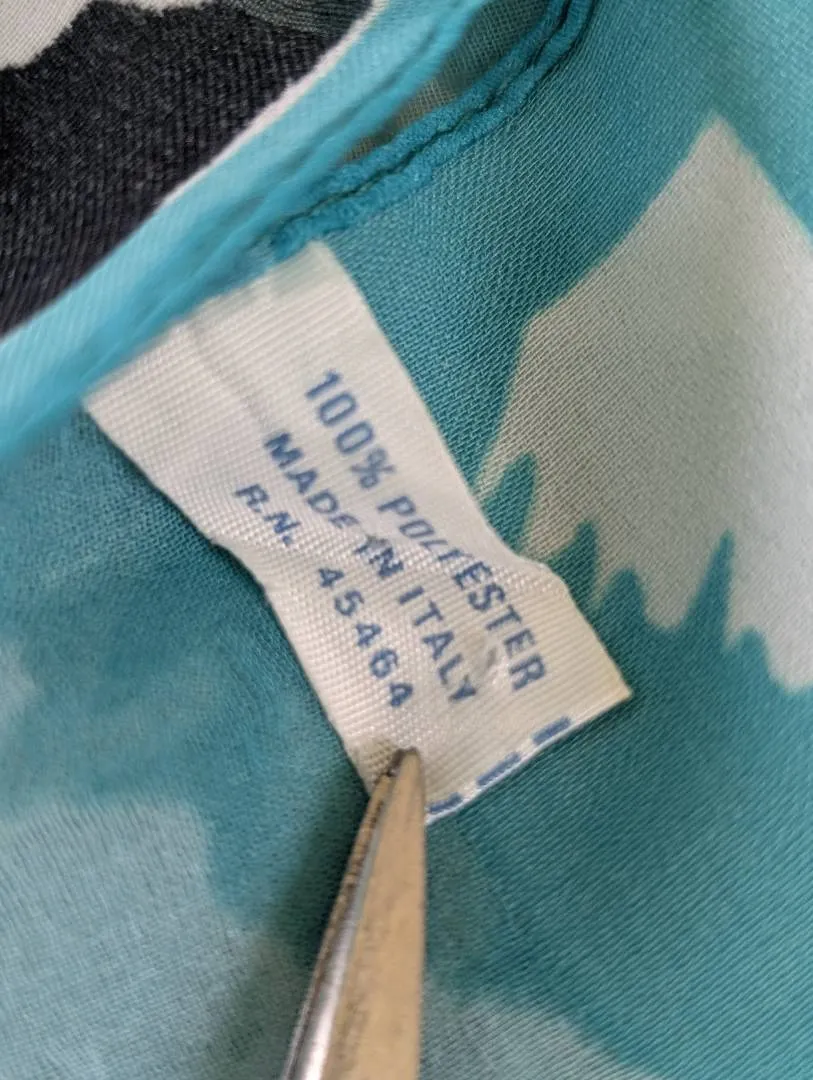 100% POLYESTER
MADE IN ITALY
R.N. 45464